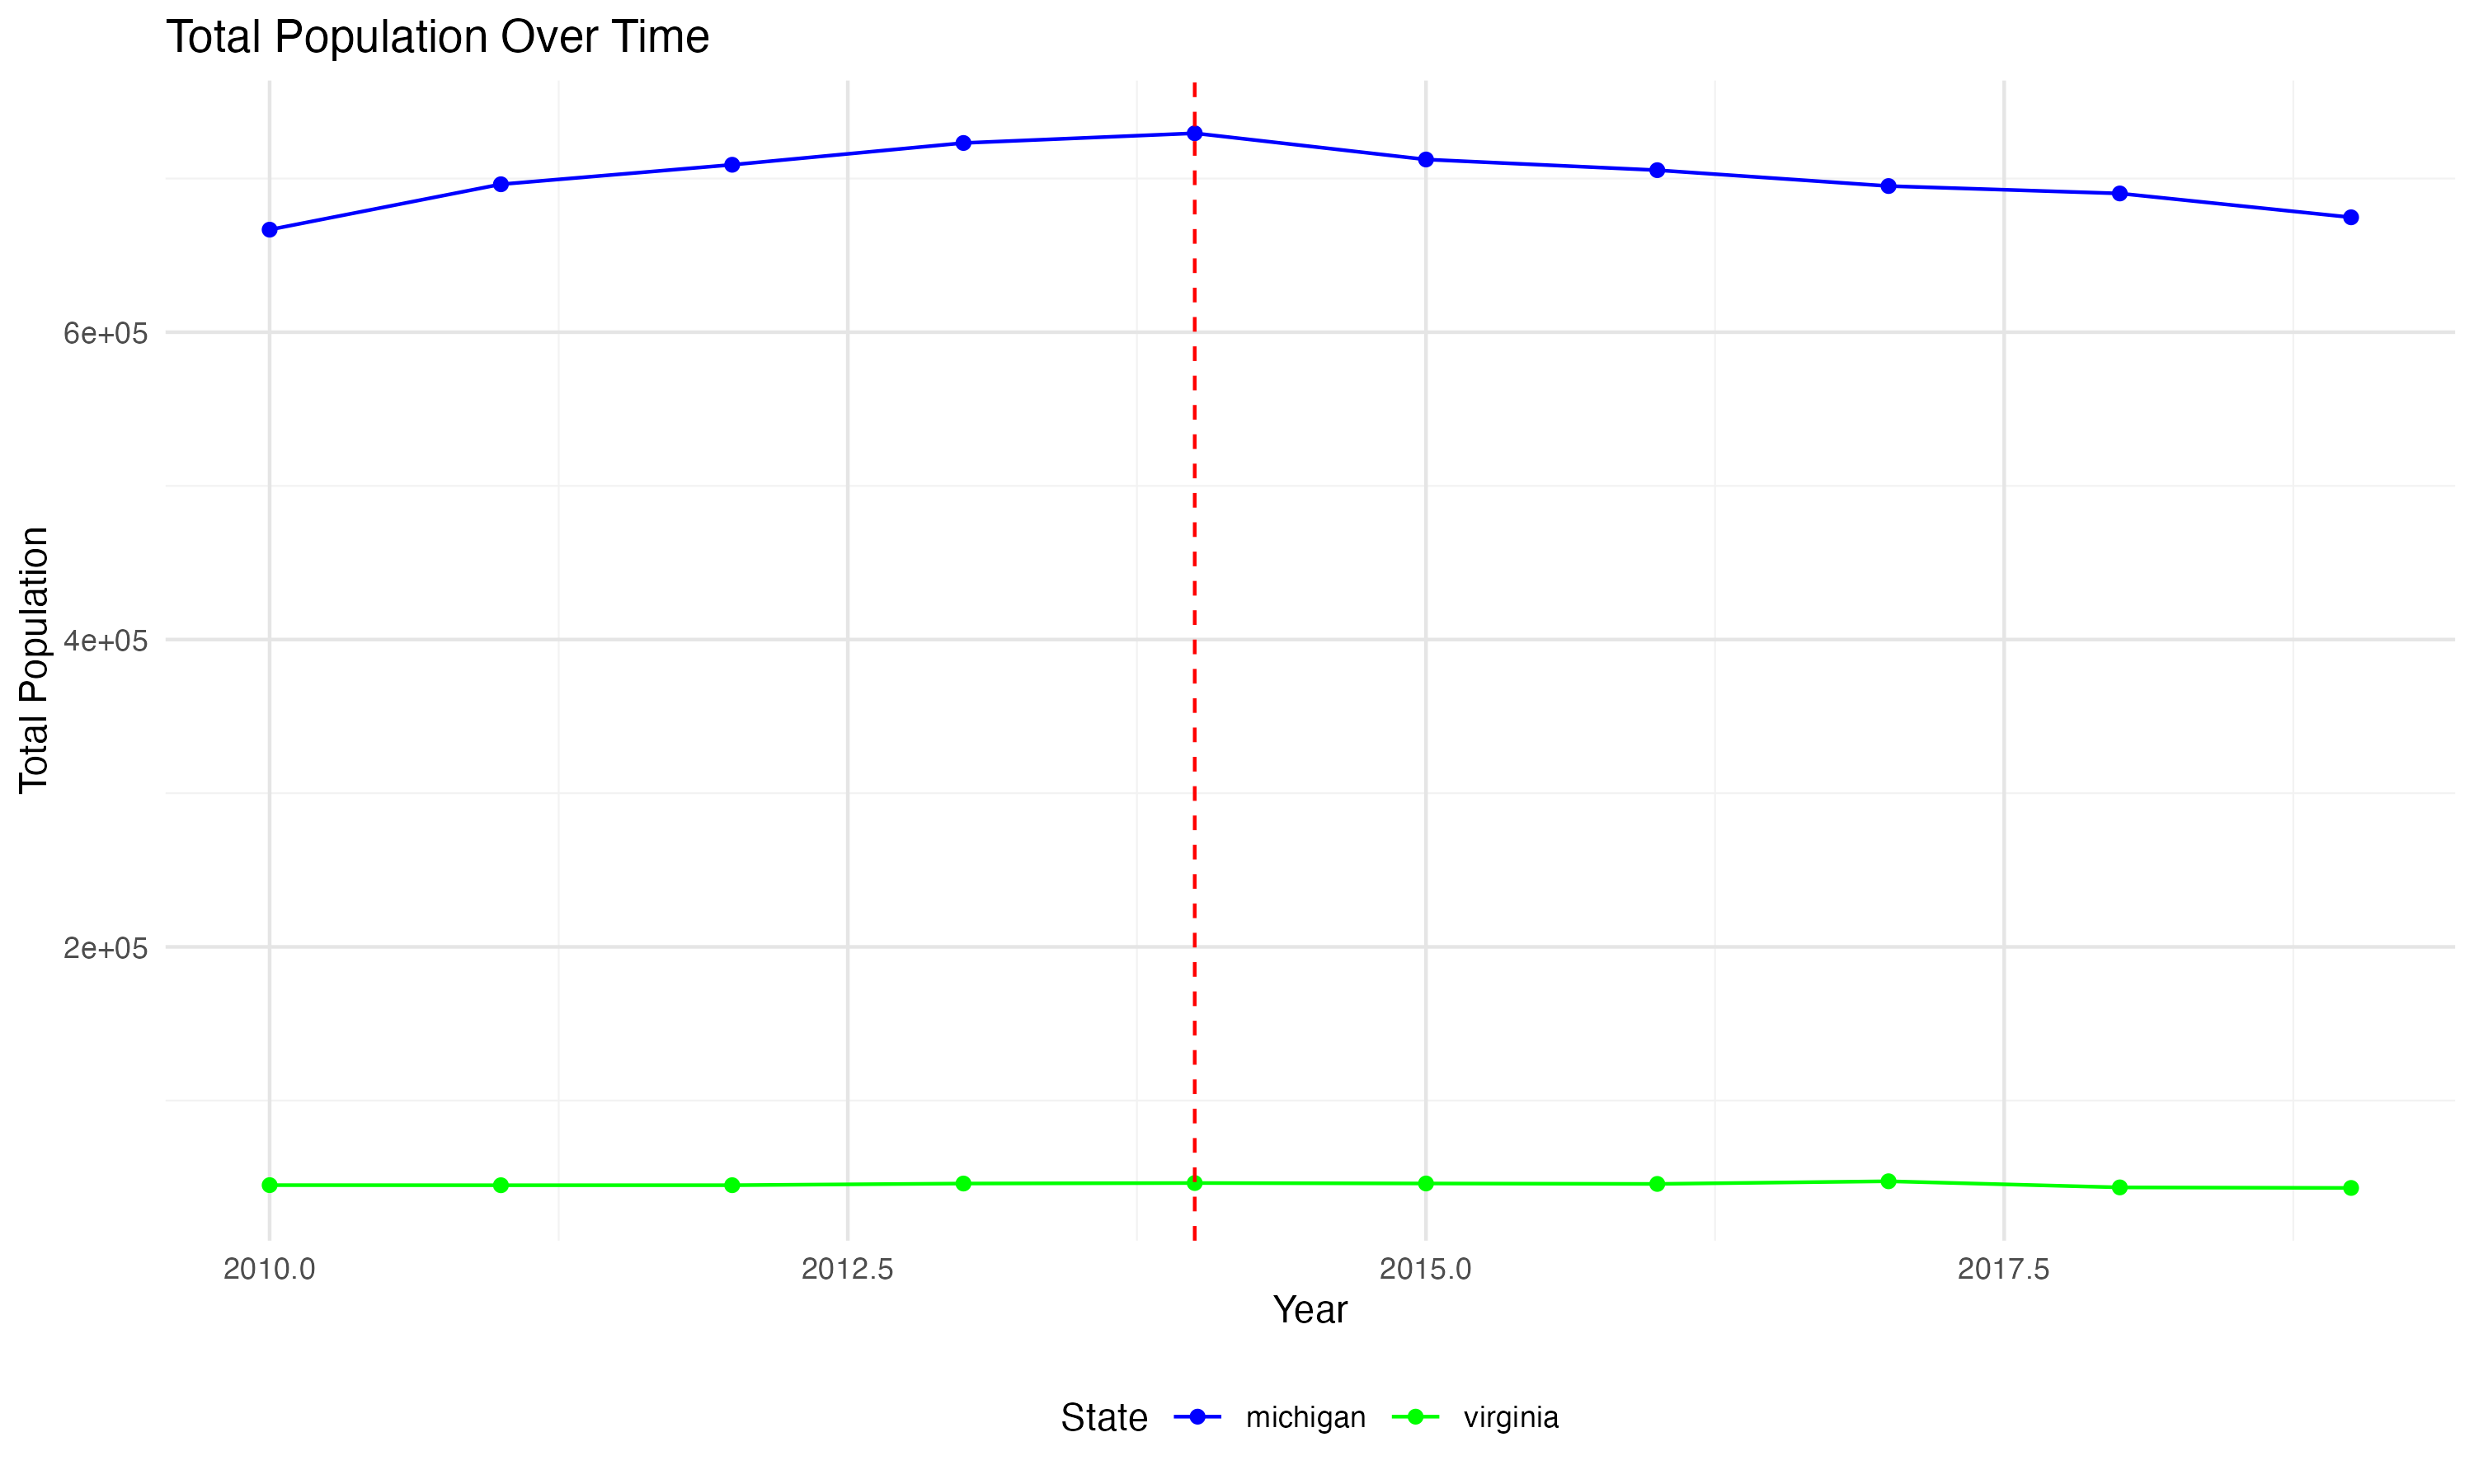 Total Population Over Time
Total Population
6e+05
4e+05
2e+05
2010.0
2012.5
2015.0
2017.5
Year
State
michigan
virginia